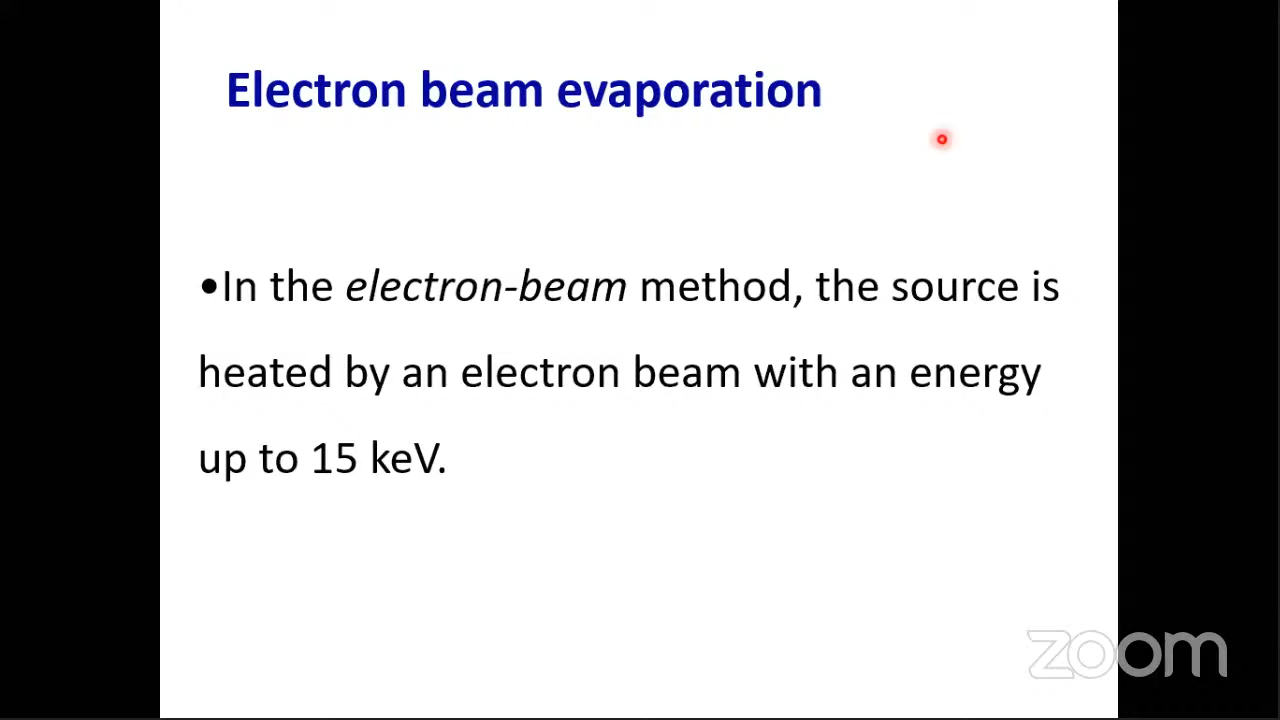 Electron beam evaporation
•In the electron-beam method, the source is
heated by an electron beam with an energy
up to 15 keV.
zoom